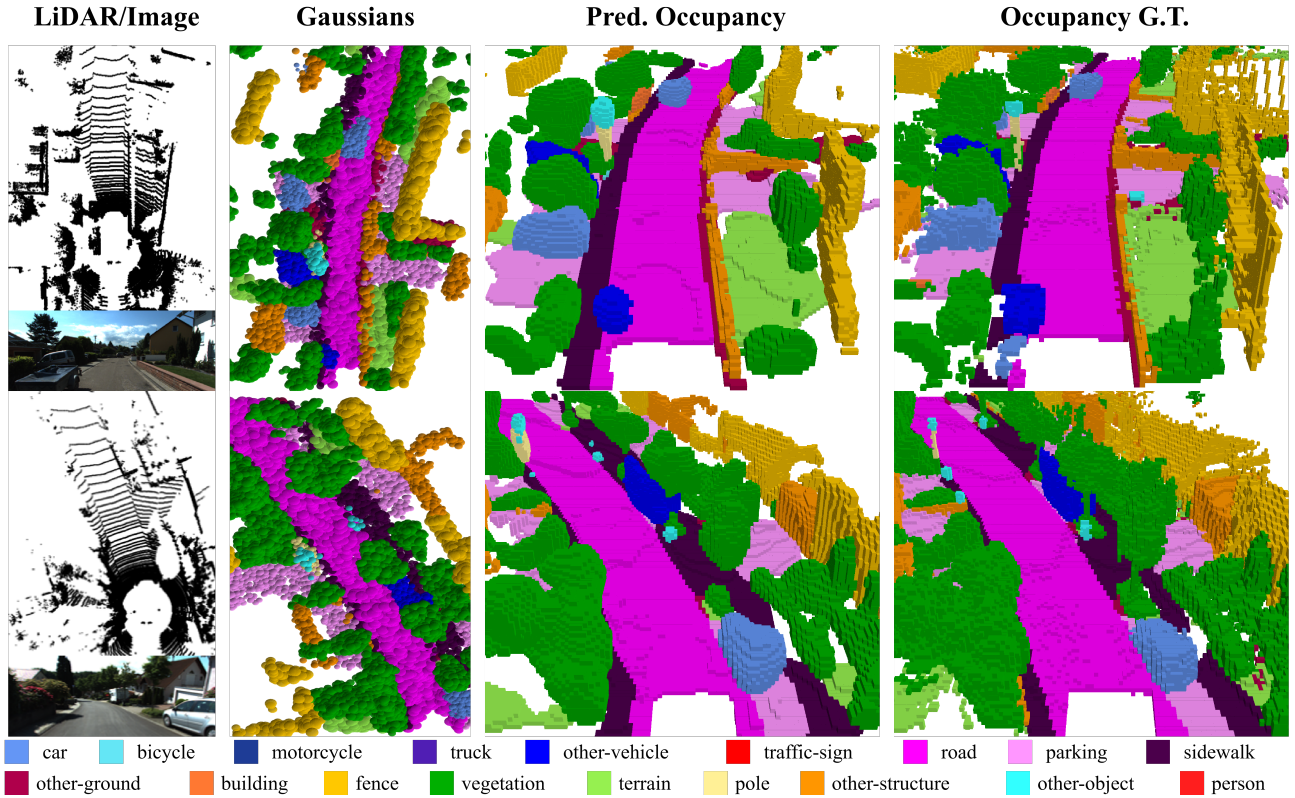 LiDAR/Image Gaussians Pred. Occupancy Occupancy G.T.
car bicycle motorcycle truck other-vehicle traffic-sign road parking sidewalk
other-ground building fence vegetation terrain pole other-structure other-object person